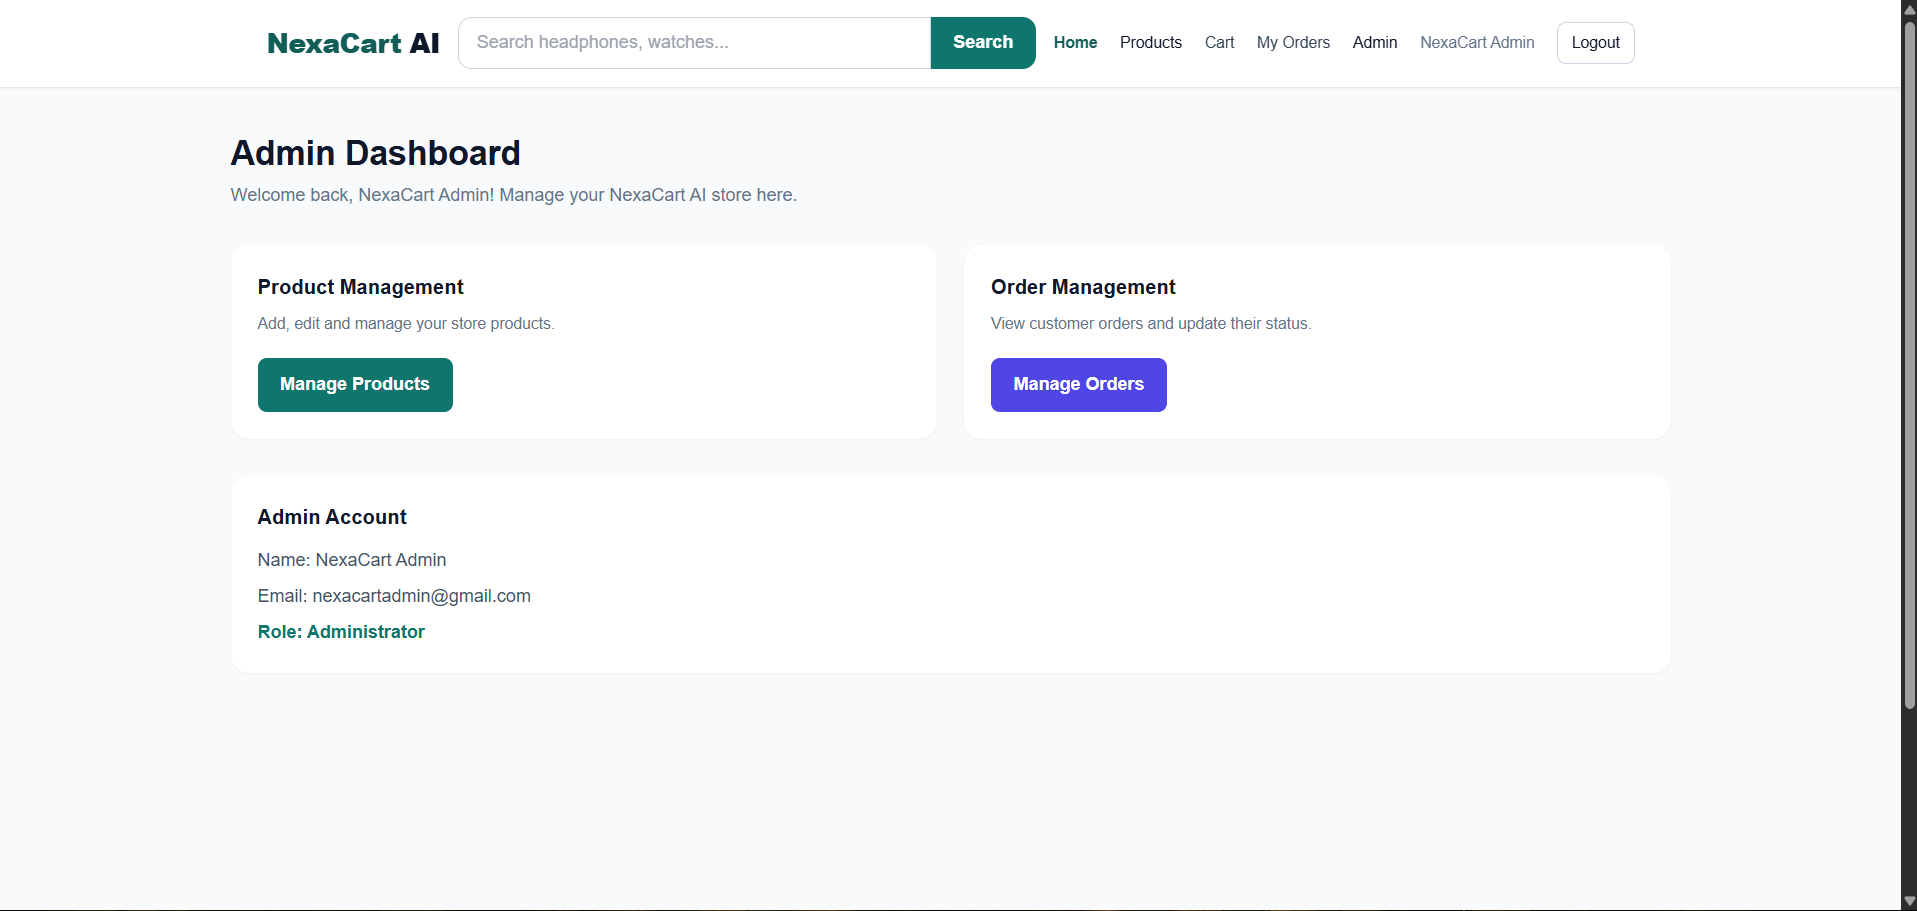 NexaCart AI
Search headphones, watches...
Search
Home
Products
Cart
My Orders
Admin
NexaCart Admin
Logout
Admin Dashboard
Welcome back, NexaCart Admin! Manage your NexaCart AI store here.
Product Management
Add, edit and manage your store products.
Manage Products
Order Management
View customer orders and update their status.
Manage Orders
Admin Account
Name: NexaCart Admin
Email: nexacartadmin@gmail.com
Role: Administrator